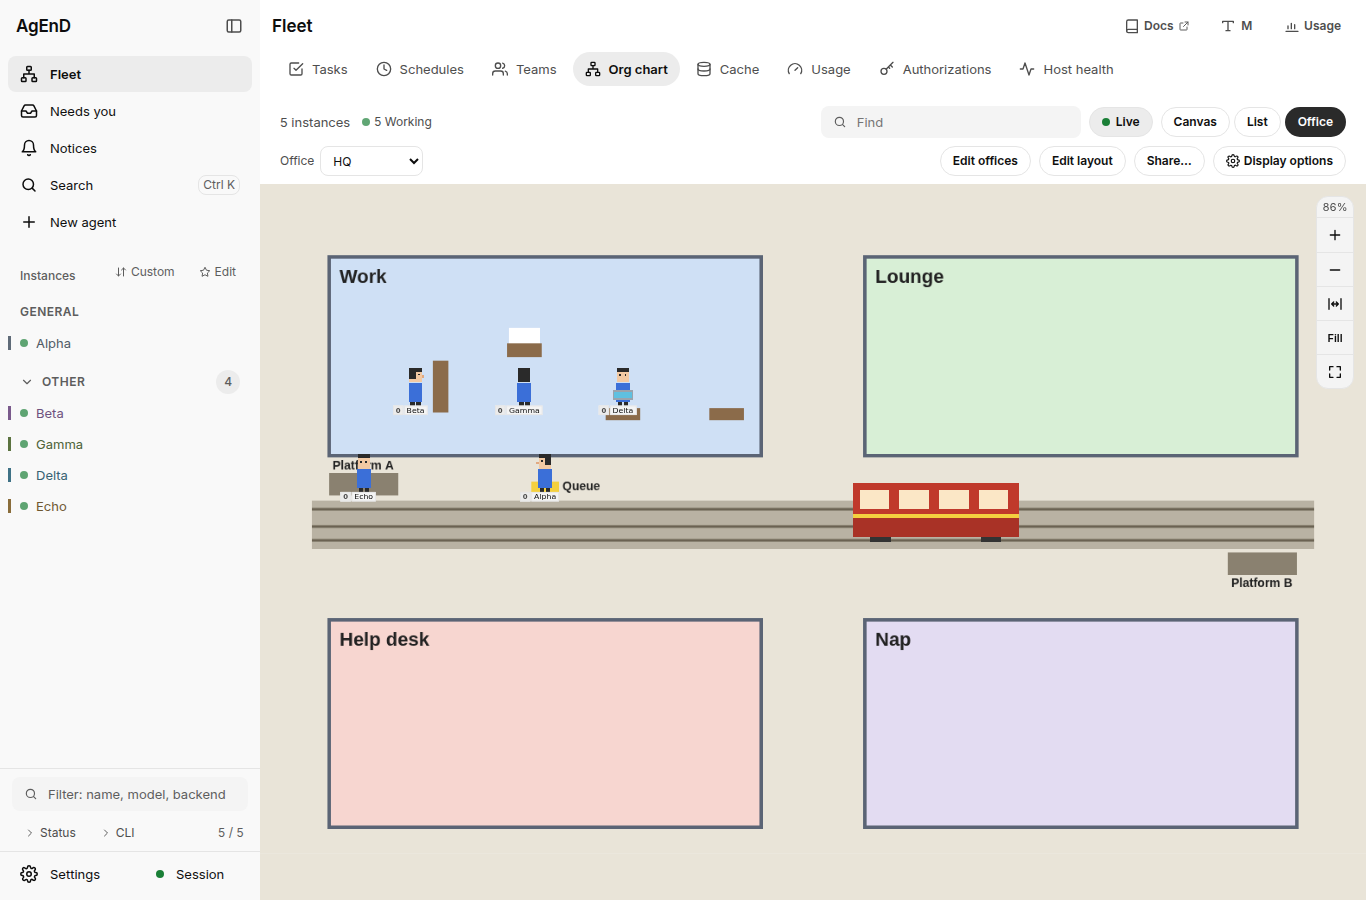 AgEnD
Fleet
Needs you
Notices
Search
Ctrl K
New agent
Instances
Custom
Edit
GENERAL
Alpha
OTHER
4
Beta
Gamma
Delta
Echo
Filter: name, model, backend
Status
CLI
5 / 5
Settings
Session
Fleet
Docs
M
Usage
Tasks
Schedules
Teams
Org chart
Cache
Usage
Authorizations
Host health
5 instances
5 Working
Find
Live
Canvas
List
Office
Office
HQ
Edit offices
Edit layout
Share...
Display options
86%
Fill
Work
Lounge
0 Beta
0 Gamma
0 Delta
Platform A
0 Echo
0 Alpha
Queue
Platform B
Help desk
Nap